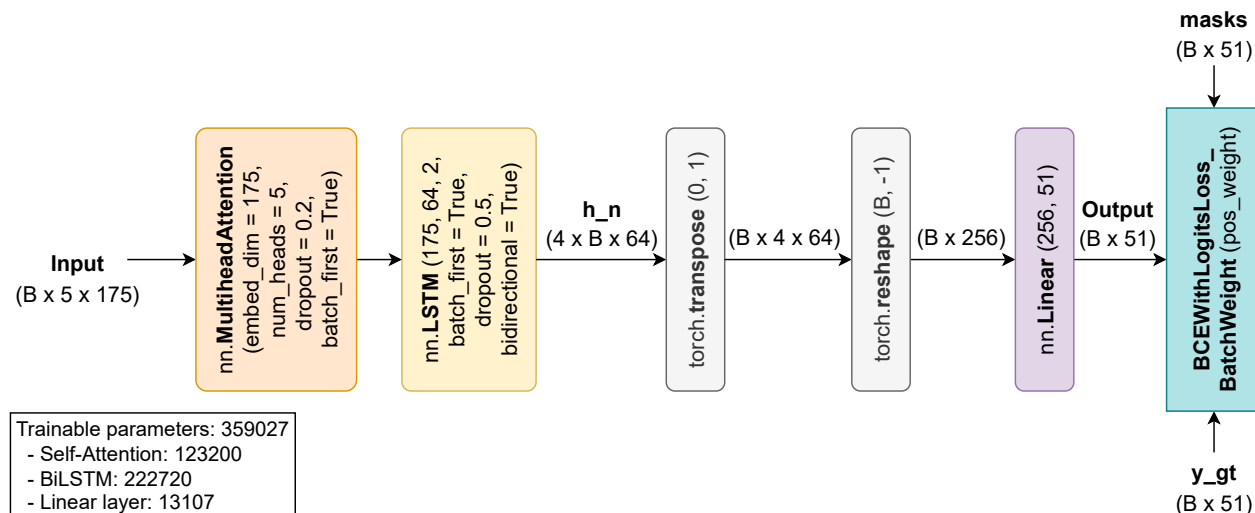 Input
(B x 5 x 175)
nn.MultiheadAttention
(embed_dim = 175,
num_heads = 5,
dropout = 0.2,
batch_first = True)
nn.LSTM (175, 64, 2,
batch_first = True,
dropout = 0.5,
bidirectional = True)
h_n
(4 x B x 64)
torch.transpose (0, 1)
(B x 4 x 64)
torch.reshape (B, -1)
(B x 256)
nn.Linear (256, 51)
Output
(B x 51)
masks
(B x 51)
BCEWithLogitsLoss_
BatchWeight (pos_weight)
y_gt
(B x 51)
Trainable parameters: 359027
- Self-Attention: 123200
- BiLSTM: 222720
- Linear layer: 13107